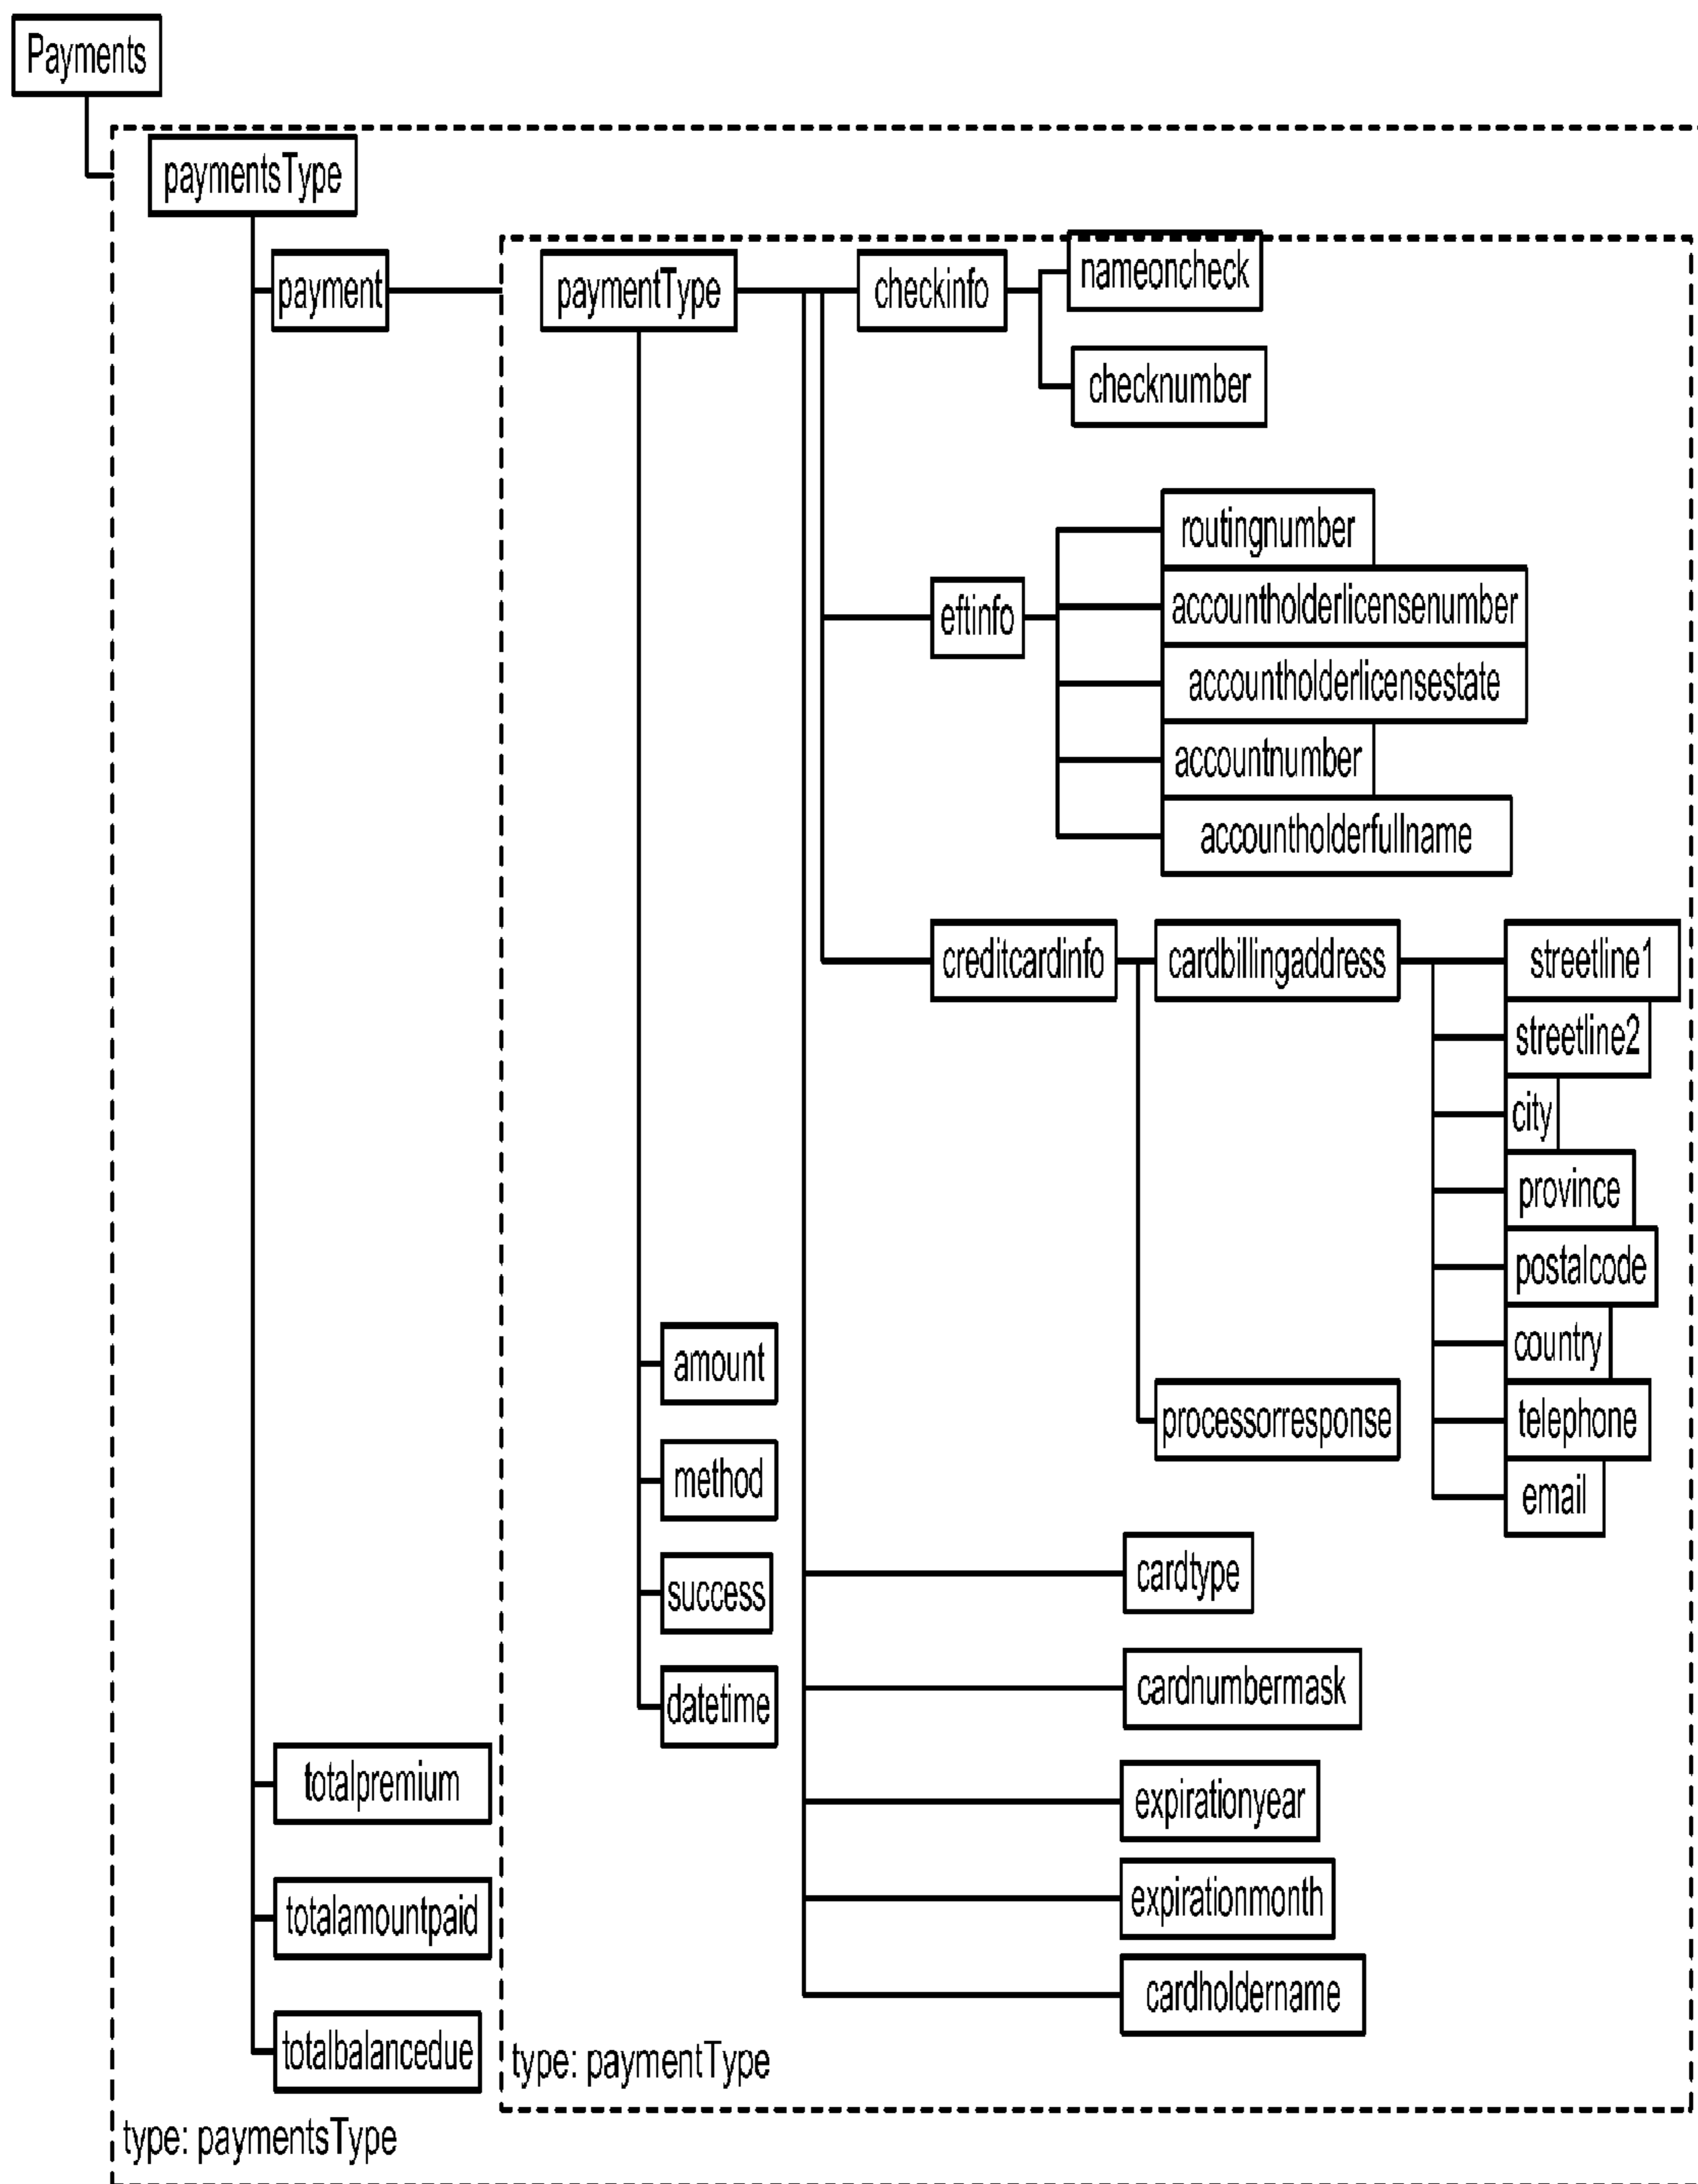 Payments
paymentsType
payment
paymentType
checkinfo
nameoncheck
checknumber
eftinfo
routingnumber
accountholderlicensenumber
accountholderlicensestate
accountnumber
accountholderfullname
creditcardinfo
cardbillingaddress
streetline1
streetline2
city
province
postalcode
country
telephone
email
processorresponse
amount
method
success
datetime
cardtype
cardnumbermask
expirationyear
expirationmonth
cardholdername
totalpremium
totalamountpaid
totalbalancedue
type: paymentType
type: paymentsType